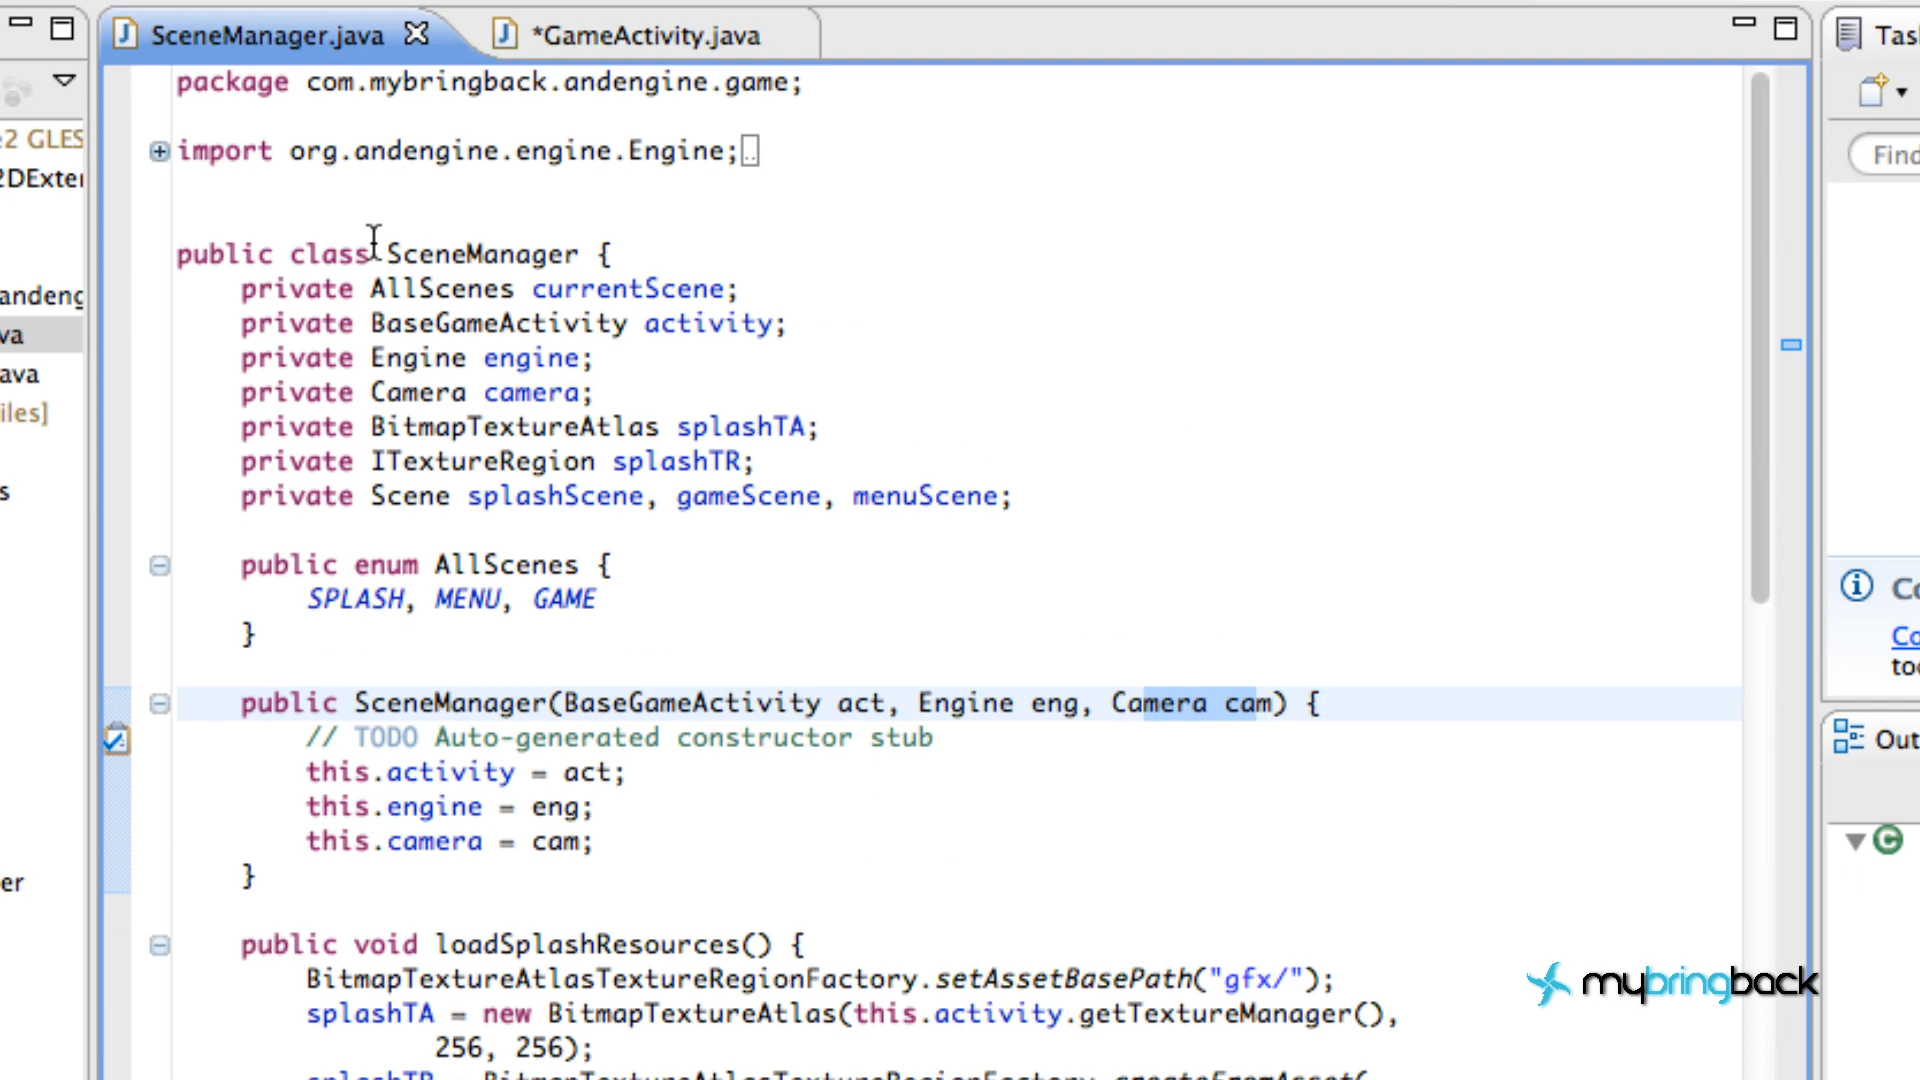 SceneManager.java
*GameActivity.java
Tas
package com.mybringback.andengine.game;
Find
import org.andengine.engine.Engine;
e2 GLES
2DExte
public class SceneManager {
private AllScenes currentScene;
andeng
private BaseGameActivity activity;
va
private Engine engine;
ava
private Camera camera;
iles]
private BitmapTextureAtlas splashTA;
private ITextureRegion splashTR;
private Scene splashScene, gameScene, menuScene;
s
public enum AllScenes {
SPLASH, MENU, GAME
}
Co
Co
too
public SceneManager(BaseGameActivity act, Engine eng, Camera cam) {
// TODO Auto-generated constructor stub
Out
this.activity = act;
this.engine = eng;
this.camera = cam;
}
er
public void loadSplashResources() {
BitmapTextureAtlasTextureRegionFactory.setAssetBasePath("gfx/");
mybringback
splashTA = new BitmapTextureAtlas(this.activity.getTextureManager(),
256, 256);
splashTR = BitmapTextureAtlasTextureRegionFactory.createFromAsset(